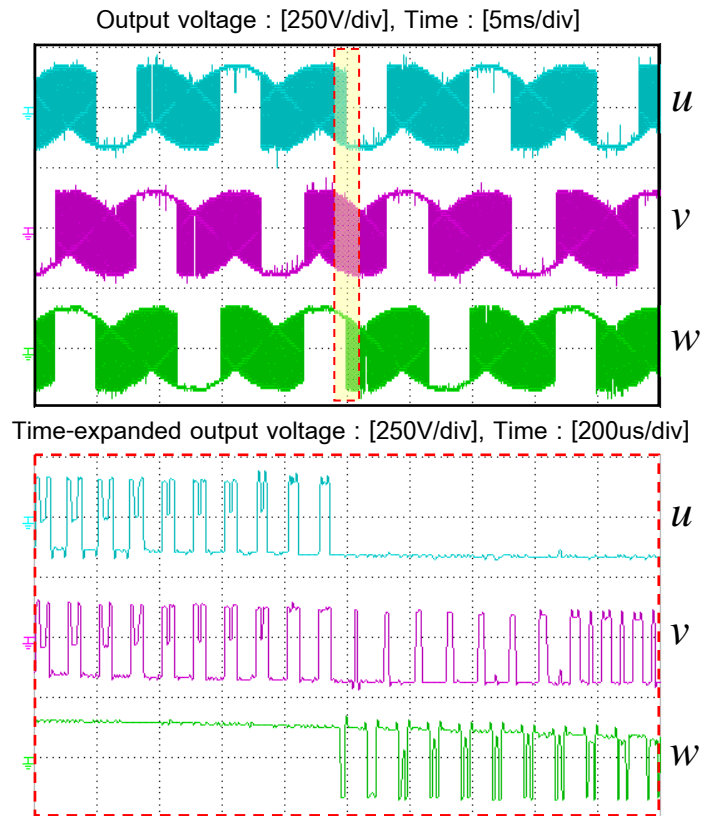 Output voltage : [250V/div], Time : [5ms/div]
u
v
w
Time-expanded output voltage : [250V/div], Time : [200us/div]
u
v
w